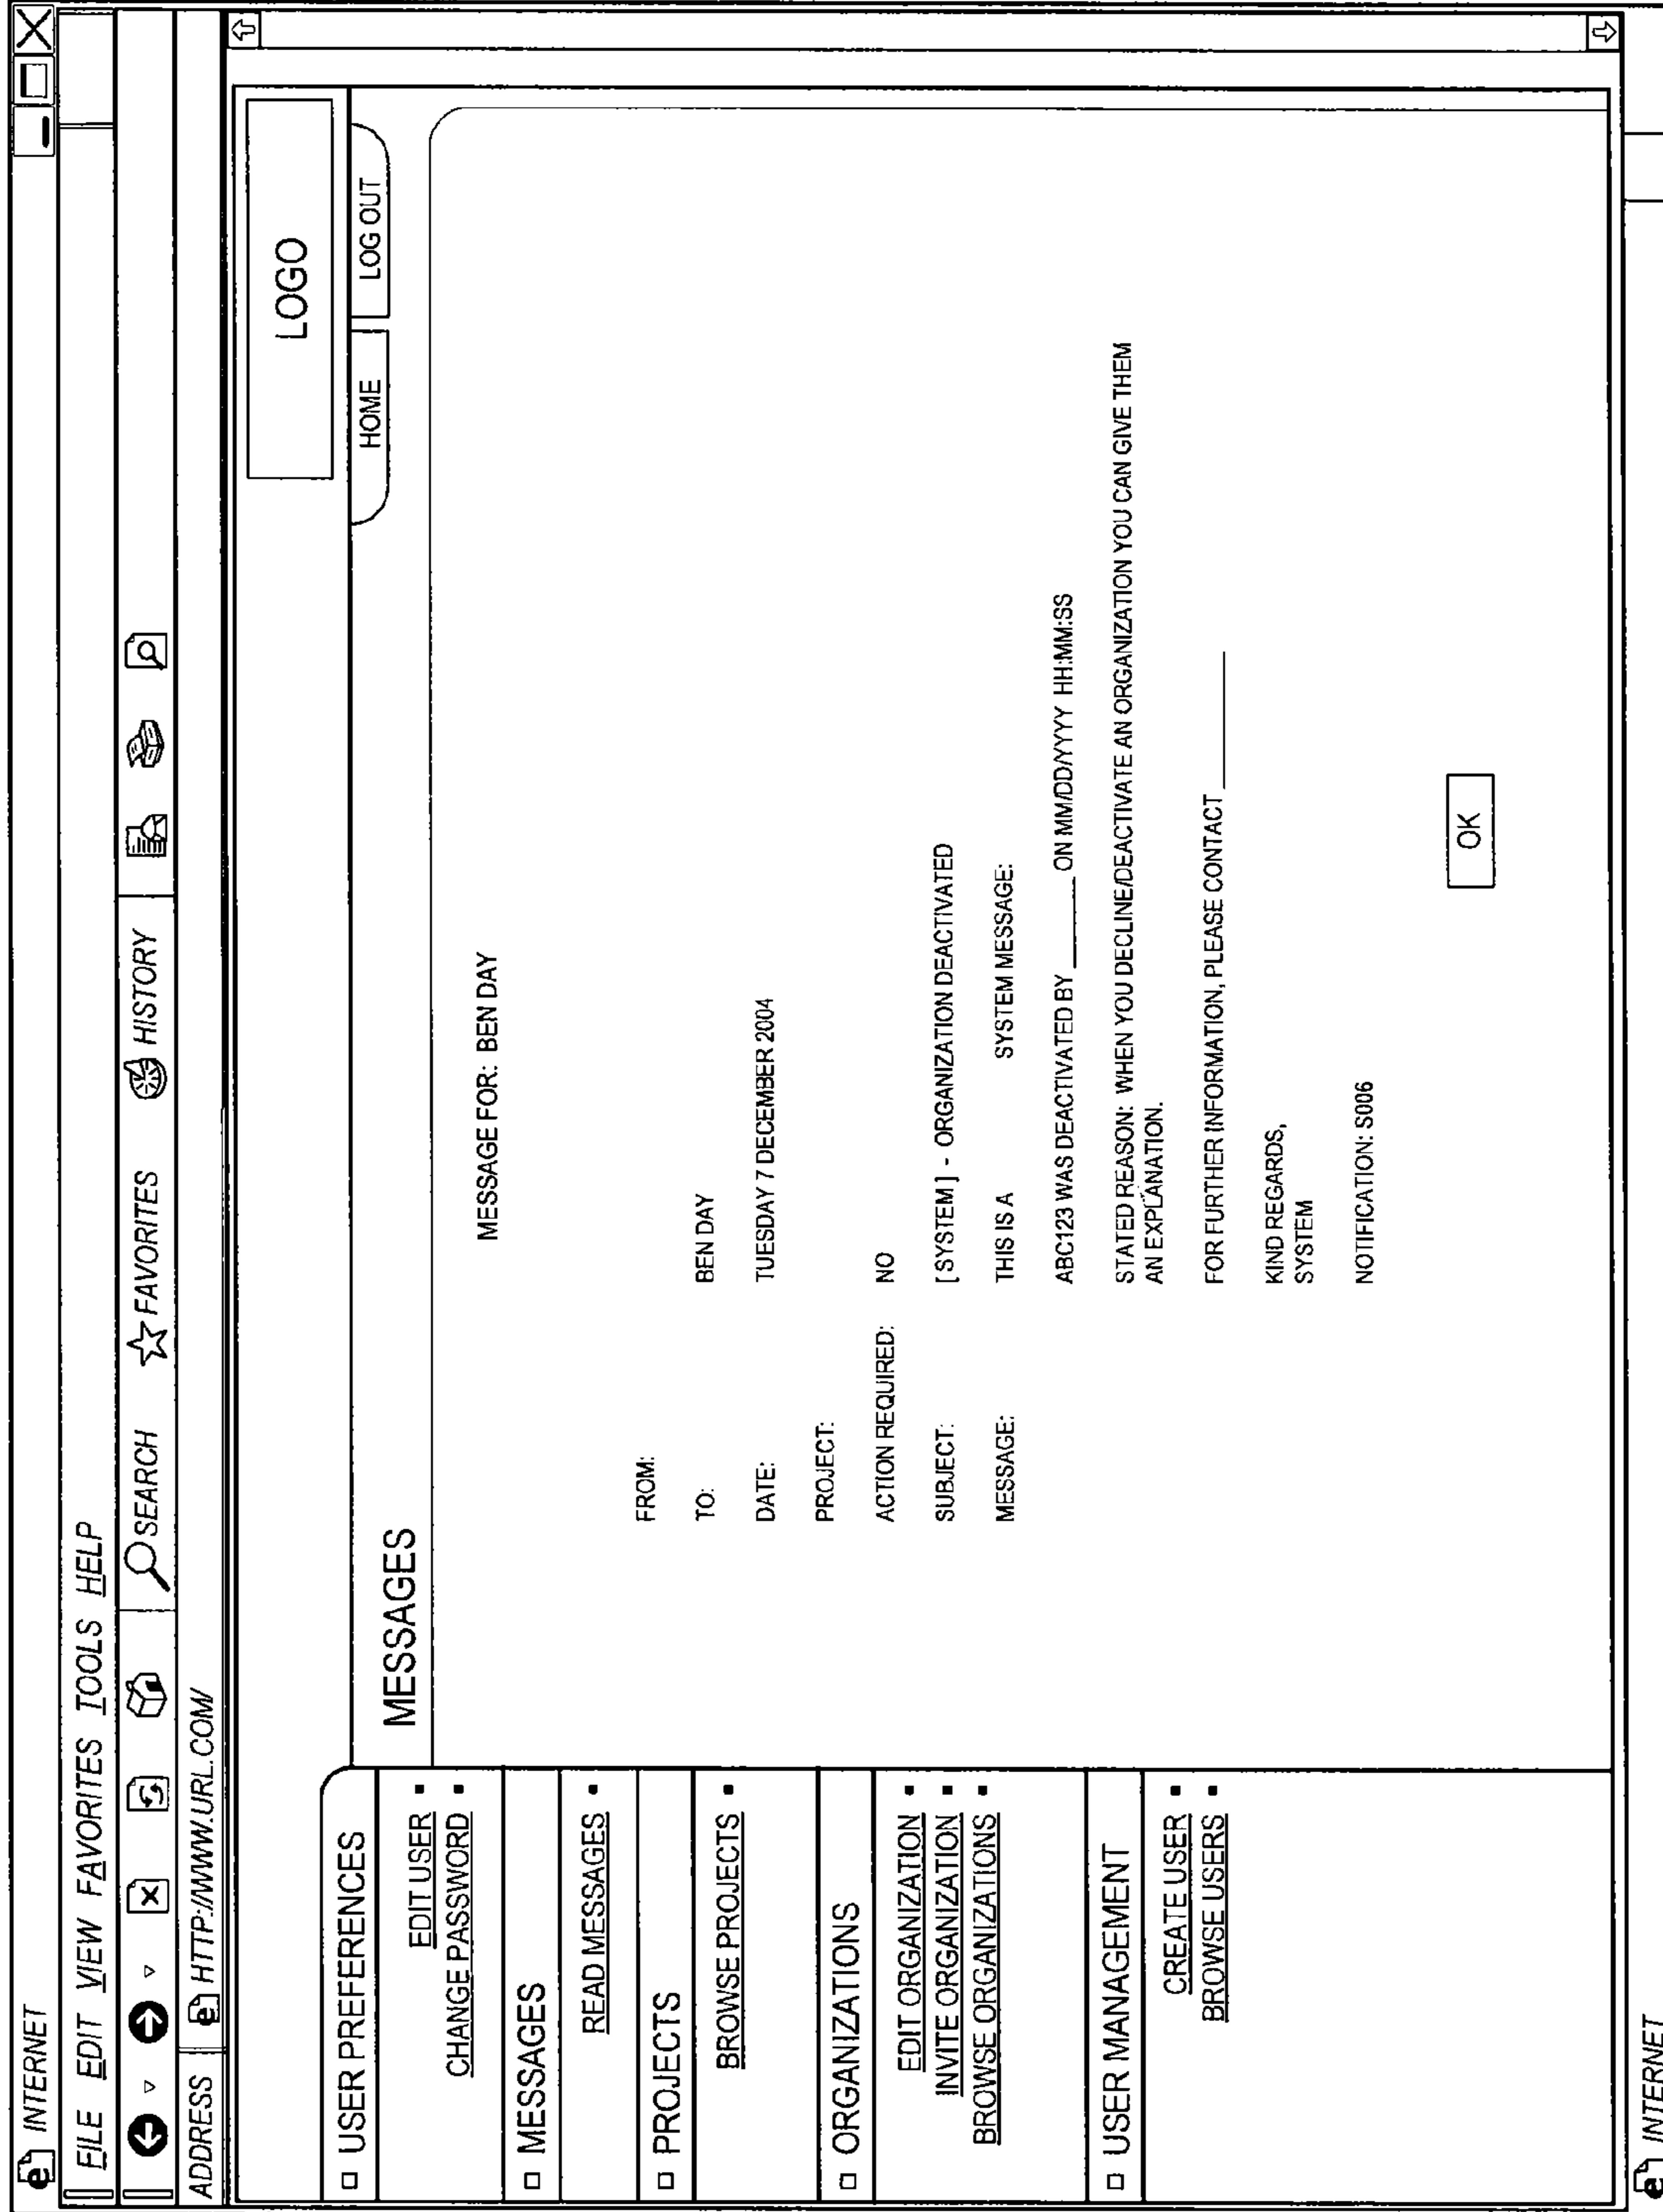 INTERNET
FILE EDIT VIEW FAVORITES TOOLS HELP
SEARCH FAVORITES HISTORY
ADDRESS HTTP://WWW.URL.COM/
LOGO
HOME LOG OUT
USER PREFERENCES
EDIT USER
CHANGE PASSWORD
MESSAGES
READ MESSAGES
PROJECTS
BROWSE PROJECTS
ORGANIZATIONS
EDIT ORGANIZATION
INVITE ORGANIZATION
BROWSE ORGANIZATIONS
USER MANAGEMENT
CREATE USER
BROWSE USERS
MESSAGES
MESSAGE FOR: BEN DAY
FROM:
TO: BEN DAY
DATE: TUESDAY 7 DECEMBER 2004
PROJECT:
ACTION REQUIRED: NO
SUBJECT: [SYSTEM] - ORGANIZATION DEACTIVATED
MESSAGE: THIS IS A SYSTEM MESSAGE:
ABC123 WAS DEACTIVATED BY ______ ON MM/DD/YYYY HH:MM:SS
STATED REASON: WHEN YOU DECLINE/DEACTIVATE AN ORGANIZATION YOU CAN GIVE THEM
AN EXPLANATION.
FOR FURTHER INFORMATION, PLEASE CONTACT ________
KIND REGARDS,
SYSTEM
NOTIFICATION: S006
OK
INTERNET